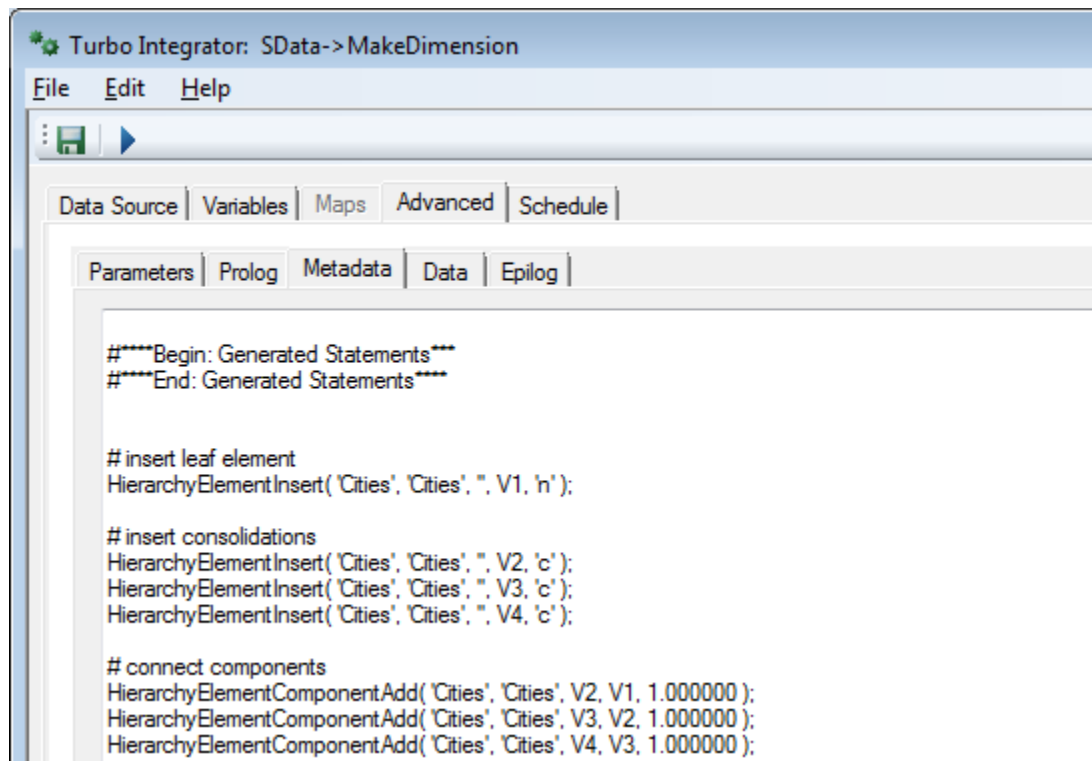 Turbo Integrator: SData->MakeDimension
File Edit Help
Data Source Variables Maps Advanced Schedule
Parameters Prolog Metadata Data Epilog
#****Begin: Generated Statements***
#****End: Generated Statements****
# insert leaf element
HierarchyElementInsert( 'Cities', 'Cities', '', V1, 'n' );
# insert consolidations
HierarchyElementInsert( 'Cities', 'Cities', '', V2, 'c' );
HierarchyElementInsert( 'Cities', 'Cities', '', V3, 'c' );
HierarchyElementInsert( 'Cities', 'Cities', '', V4, 'c' );
# connect components
HierarchyElementComponentAdd( 'Cities', 'Cities', V2, V1, 1.000000 );
HierarchyElementComponentAdd( 'Cities', 'Cities', V3, V2, 1.000000 );
HierarchyElementComponentAdd( 'Cities', 'Cities', V4, V3, 1.000000 );